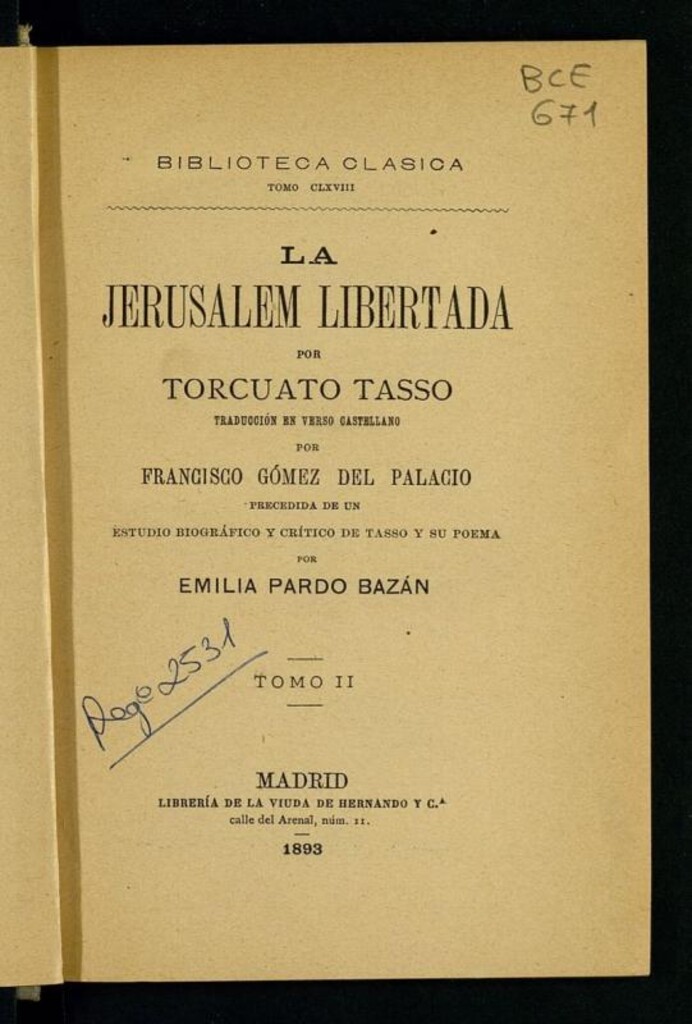 BCE
671
BIBLIOTECA CLASICA
TOMO CLXVIII
LA
JERUSALEM LIBERTADA
POR
TORCUATO TASSO
TRADUCCIÓN EN VERSO CASTELLANO
POR
FRANCISCO GÓMEZ DEL PALACIO
PRECEDIDA DE UN
ESTUDIO BIOGRÁFICO Y CRÍTICO DE TASSO Y SU POEMA
POR
EMILIA PARDO BAZÁN
2531
TOMO II
MADRID
LIBRERÍA DE LA VIUDA DE HERNANDO Y C.ª
calle del Arenal, núm. 11.
1893